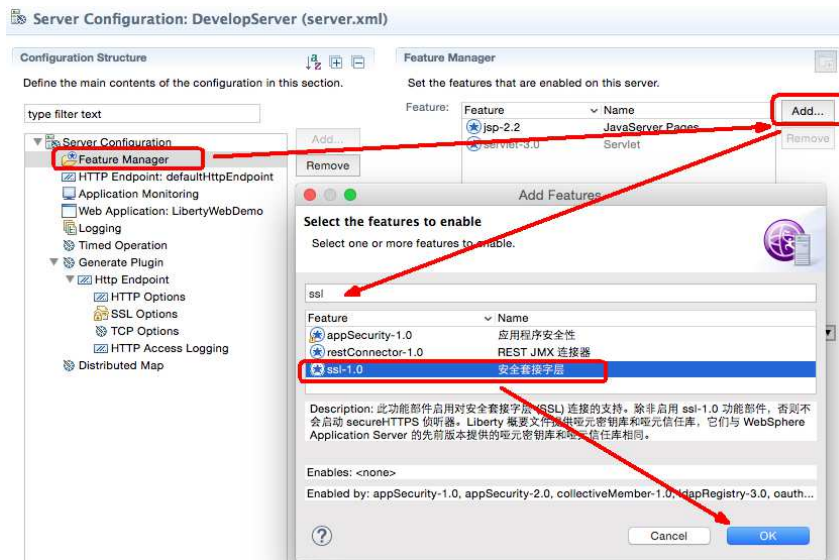 Server Configuration: DevelopServer (server.xml)
Configuration Structure
Define the main contents of the configuration in this section.
type filter text
Server Configuration
Feature Manager
HTTP Endpoint: defaultHttpEndpoint
Application Monitoring
Web Application: LibertyWebDemo
Logging
Timed Operation
Generate Plugin
Http Endpoint
HTTP Options
SSL Options
TCP Options
HTTP Access Logging
Distributed Map
Add...
Remove
Feature Manager
Set the features that are enabled on this server.
Feature:
Feature Name
jsp-2.2 JavaServer Pages
servlet-3.0 Servlet
Add...
Remove
Add Features
Select the features to enable
Select one or more features to enable.
ssl
Feature Name
appSecurity-1.0 应用程序安全性
restConnector-1.0 REST JMX 连接器
ssl-1.0 安全套接字层
Description: 此功能部件启用对安全套接字层 (SSL) 连接的支持。除非启用 ssl-1.0 功能部件，否则不
会启动 secureHTTPS 侦听器。Liberty 概要文件提供哑元密钥库和哑元信任库，它们与 WebSphere
Application Server 的先前版本提供的哑元密钥库和哑元信任库相同。
Enables: <none>
Enabled by: appSecurity-1.0, appSecurity-2.0, collectiveMember-1.0, ldapRegistry-3.0, oauth...
Cancel
OK